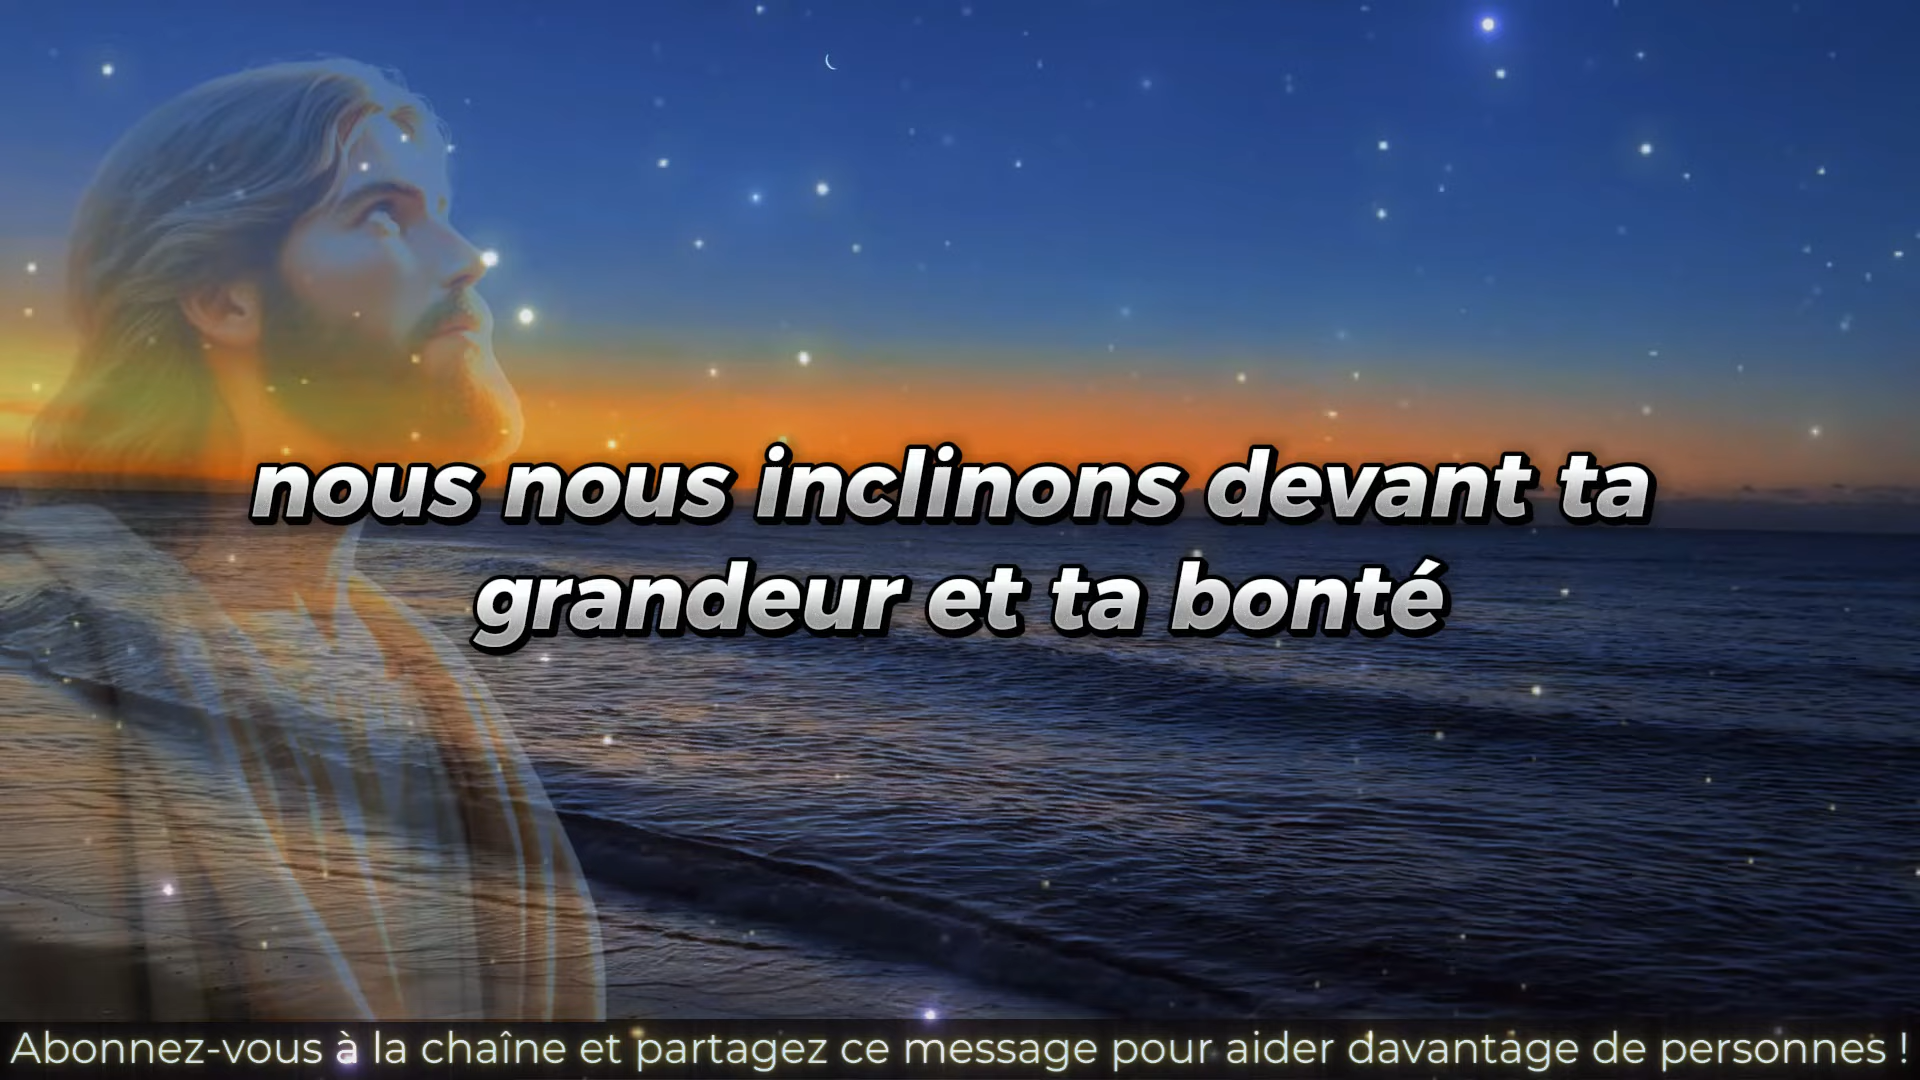 nous nous inclinons devant ta
grandeur et ta bonté
Abonnez-vous à la chaîne et partagez ce message pour aider davantage de personnes !